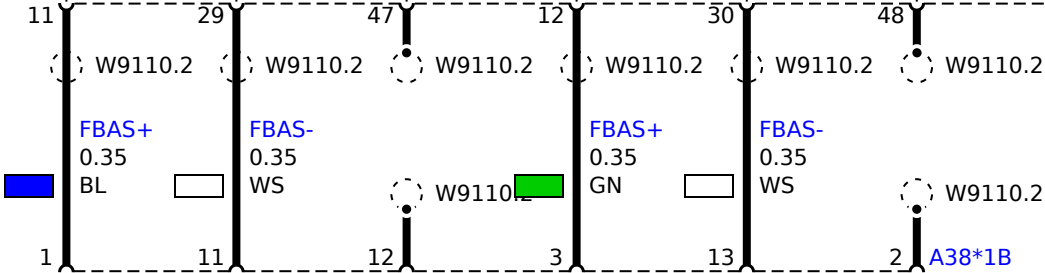 11 29 47 12 30 48
W9110.2 W9110.2 W9110.2 W9110.2 W9110.2 W9110.2
FBAS+ FBAS- FBAS+ FBAS-
0.35 0.35 0.35 0.35
BL WS W9110.2 GN WS W9110.2
1 11 12 3 13 2 A38*1B